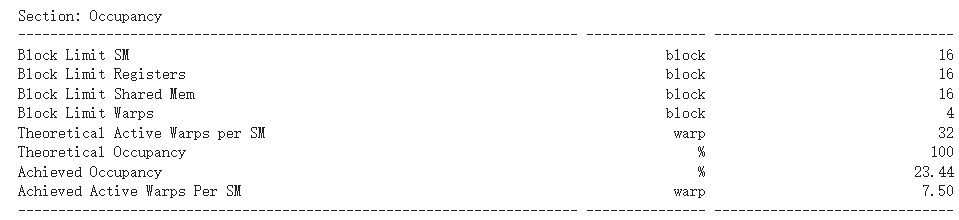 Section: Occupancy
---------------------------------------------------------------------- --------------- ------------------------------
Block Limit SM block 16
Block Limit Registers block 16
Block Limit Shared Mem block 16
Block Limit Warps block 4
Theoretical Active Warps per SM warp 32
Theoretical Occupancy % 100
Achieved Occupancy % 23.44
Achieved Active Warps Per SM warp 7.50
---------------------------------------------------------------------- --------------- ------------------------------